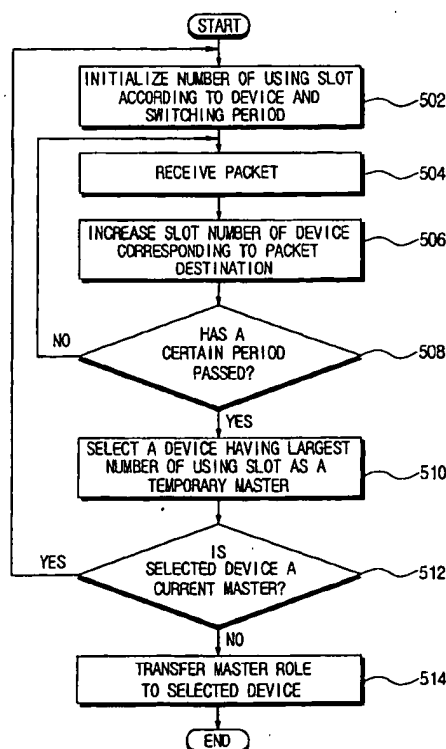 START
INITIALIZE NUMBER OF USING SLOT
ACCORDING TO DEVICE AND
SWITCHING PERIOD
502
RECEIVE PACKET
504
INCREASE SLOT NUMBER OF DEVICE
CORRESPONDING TO PACKET
DESTINATION
506
HAS A
CERTAIN PERIOD
PASSED?
508
NO
YES
SELECT A DEVICE HAVING LARGEST
NUMBER OF USING SLOT AS A
TEMPORARY MASTER
510
IS
SELECTED DEVICE A
CURRENT MASTER?
512
YES
NO
TRANSFER MASTER ROLE
TO SELECTED DEVICE
514
END